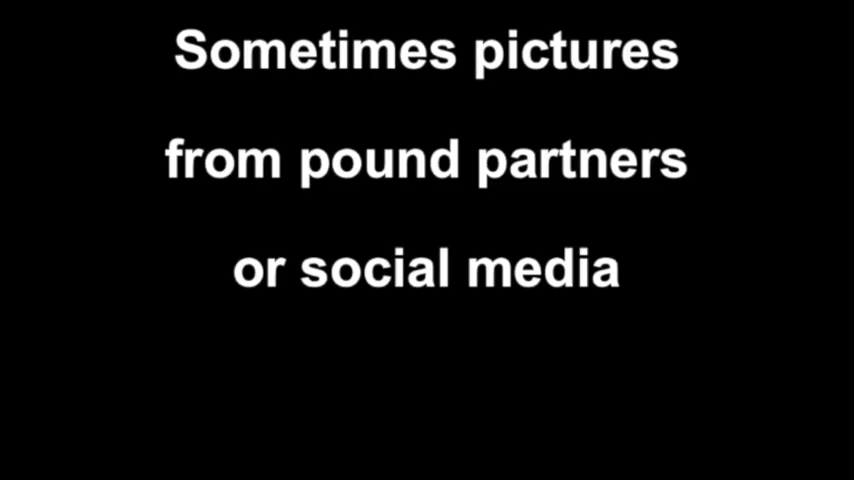 Sometimes pictures
from pound partners
or social media